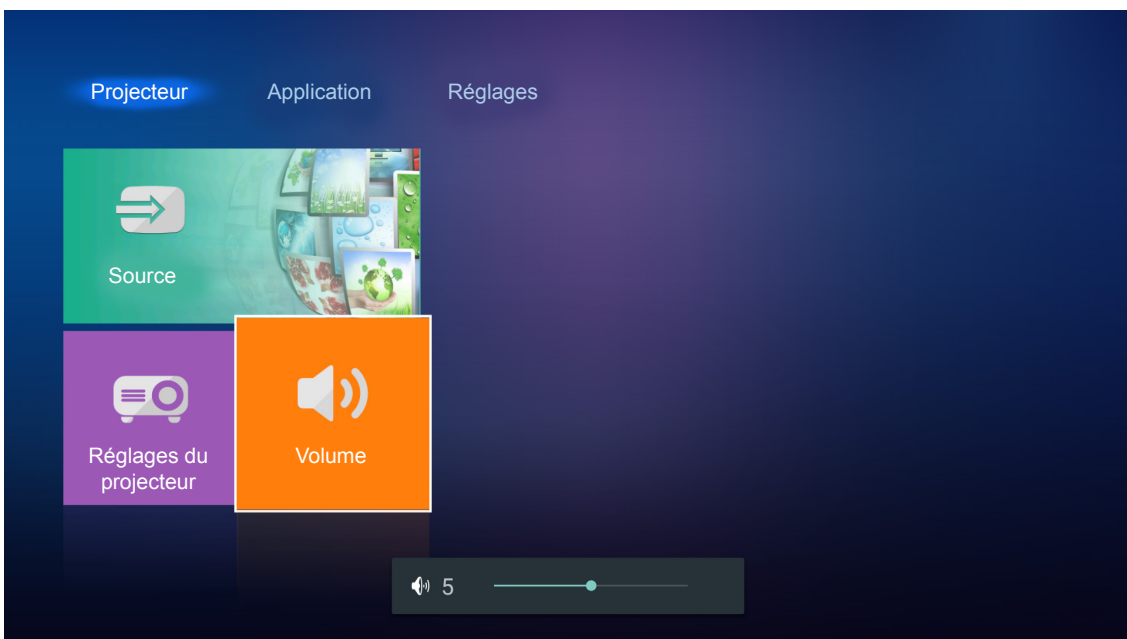 Projecteur
Application
Réglages
Source
Réglages du
projecteur
Volume
5